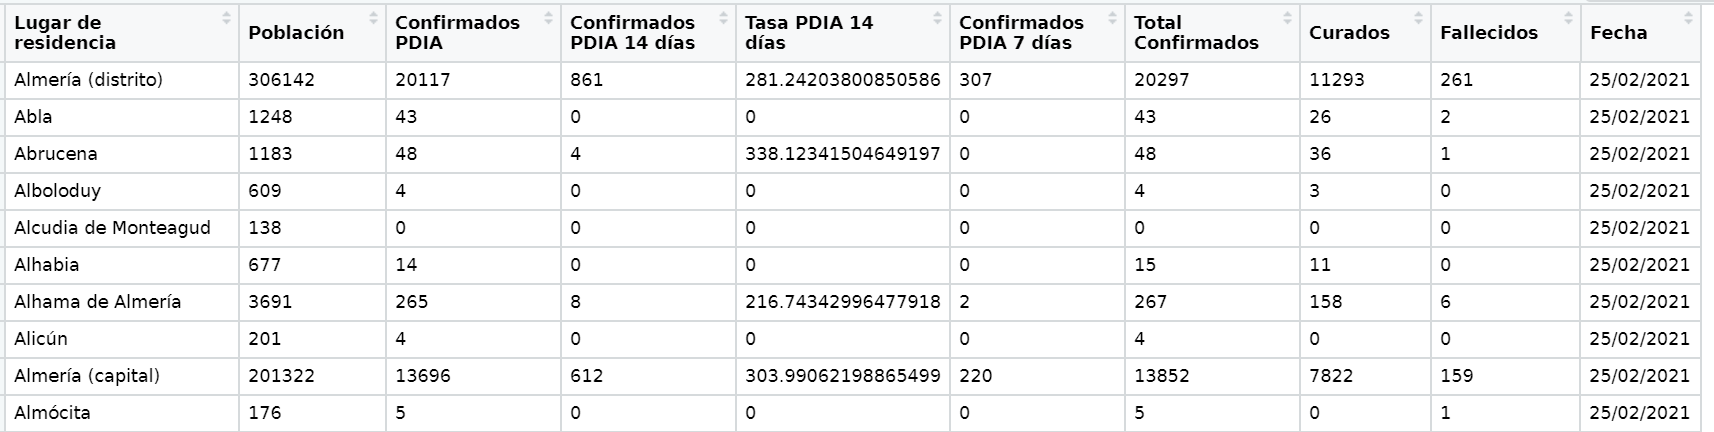 Lugar de residencia Población Confirmados PDIA Confirmados PDIA 14 días Tasa PDIA 14 días Confirmados PDIA 7 días Total Confirmados Curados Fallecidos Fecha
Almería (distrito) 306142 20117 861 281.24203800850586 307 20297 11293 261 25/02/2021
Abla 1248 43 0 0 0 43 26 2 25/02/2021
Abrucena 1183 48 4 338.12341504649197 0 48 36 1 25/02/2021
Alboloduy 609 4 0 0 0 4 3 0 25/02/2021
Alcudia de Monteagud 138 0 0 0 0 0 0 0 25/02/2021
Alhabia 677 14 0 0 0 15 11 0 25/02/2021
Alhama de Almería 3691 265 8 216.74342996477918 2 267 158 6 25/02/2021
Alicún 201 4 0 0 0 4 0 0 25/02/2021
Almería (capital) 201322 13696 612 303.99062198865499 220 13852 7822 159 25/02/2021
Almócita 176 5 0 0 0 5 0 1 25/02/2021